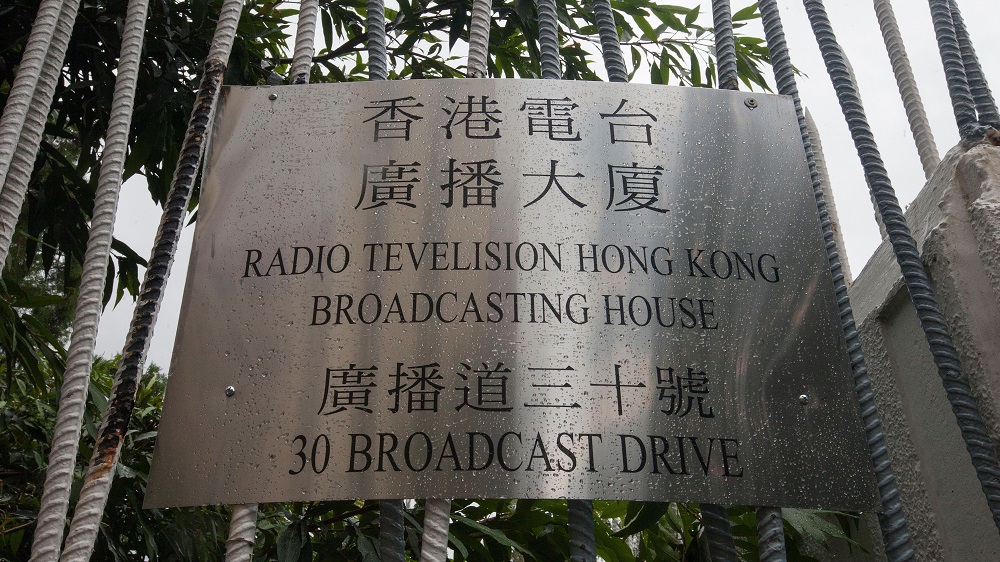 香港電台
廣播大廈
RADIO TEVELISION HONG KONG
BROADCASTING HOUSE
廣播道三十號
30 BROADCAST DRIVE